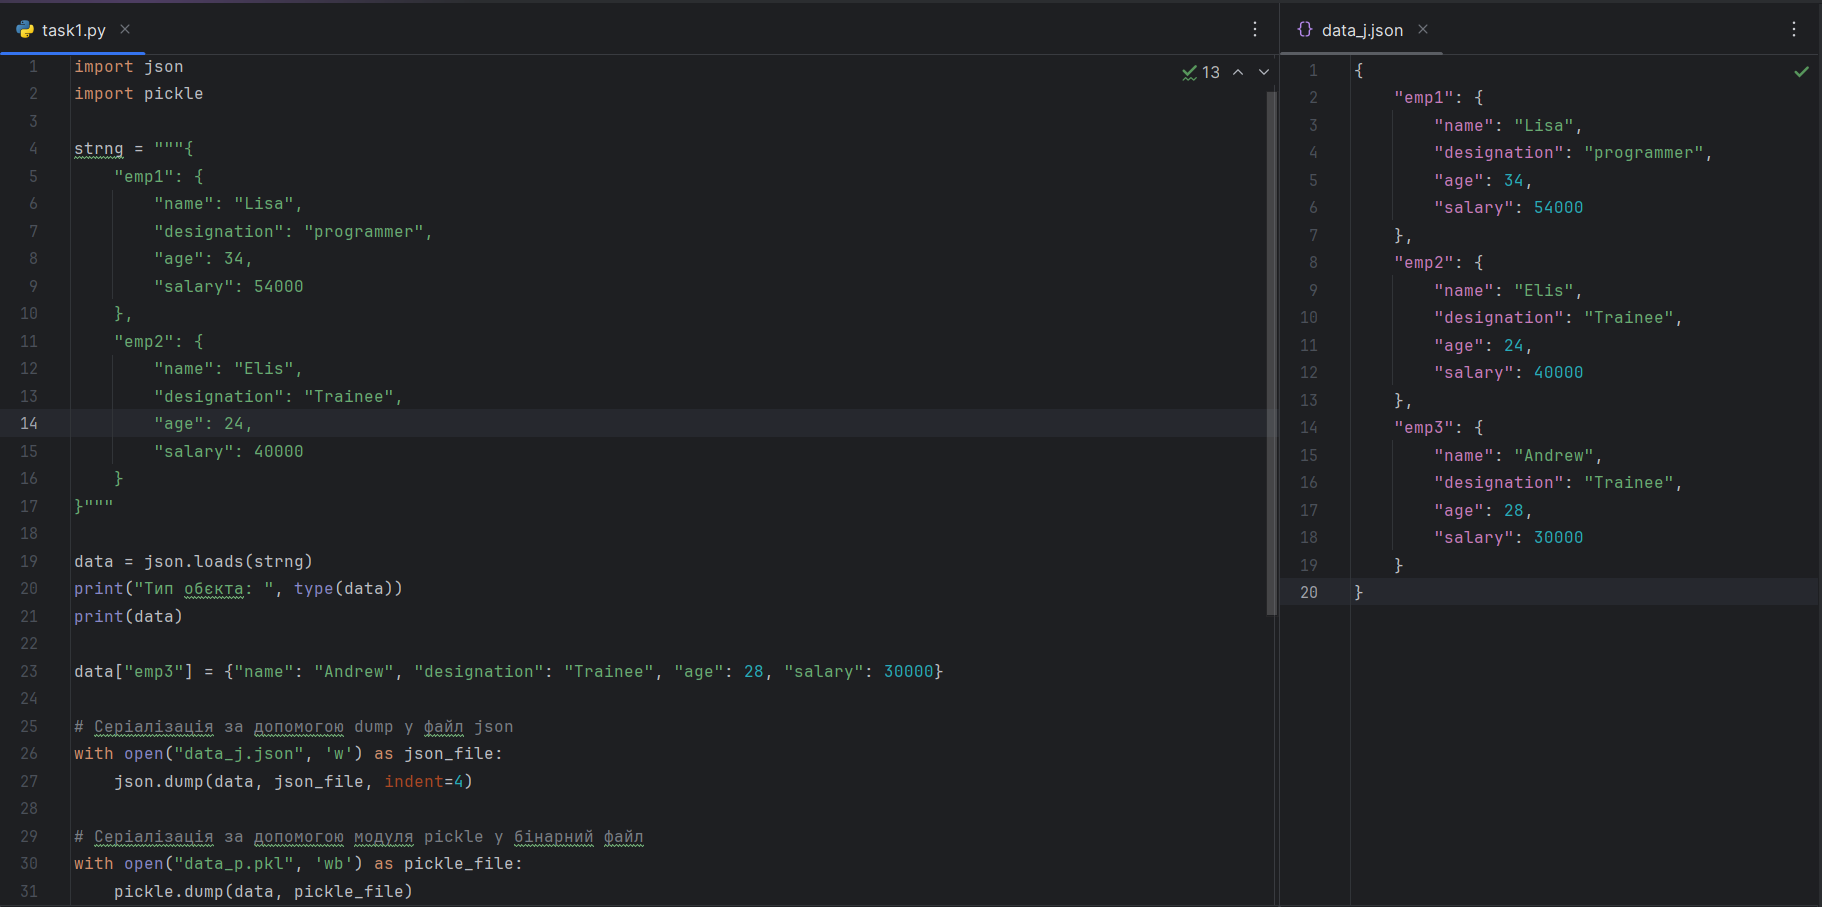 task1.py
13
1 import json
2 import pickle
3
4 strng = """{
5     "emp1": {
6         "name": "Lisa",
7         "designation": "programmer",
8         "age": 34,
9         "salary": 54000
10     },
11     "emp2": {
12         "name": "Elis",
13         "designation": "Trainee",
14         "age": 24,
15         "salary": 40000
16     }
17 }"""
18
19 data = json.loads(strng)
20 print("Тип обєкта: ", type(data))
21 print(data)
22
23 data["emp3"] = {"name": "Andrew", "designation": "Trainee", "age": 28, "salary": 30000}
24
25 # Серіалізація за допомогою dump у файл json
26 with open("data_j.json", 'w') as json_file:
27     json.dump(data, json_file, indent=4)
28
29 # Серіалізація за допомогою модуля pickle у бінарний файл
30 with open("data_p.pkl", 'wb') as pickle_file:
31     pickle.dump(data, pickle_file)
data_j.json
1 {
2     "emp1": {
3         "name": "Lisa",
4         "designation": "programmer",
5         "age": 34,
6         "salary": 54000
7     },
8     "emp2": {
9         "name": "Elis",
10         "designation": "Trainee",
11         "age": 24,
12         "salary": 40000
13     },
14     "emp3": {
15         "name": "Andrew",
16         "designation": "Trainee",
17         "age": 28,
18         "salary": 30000
19     }
20 }